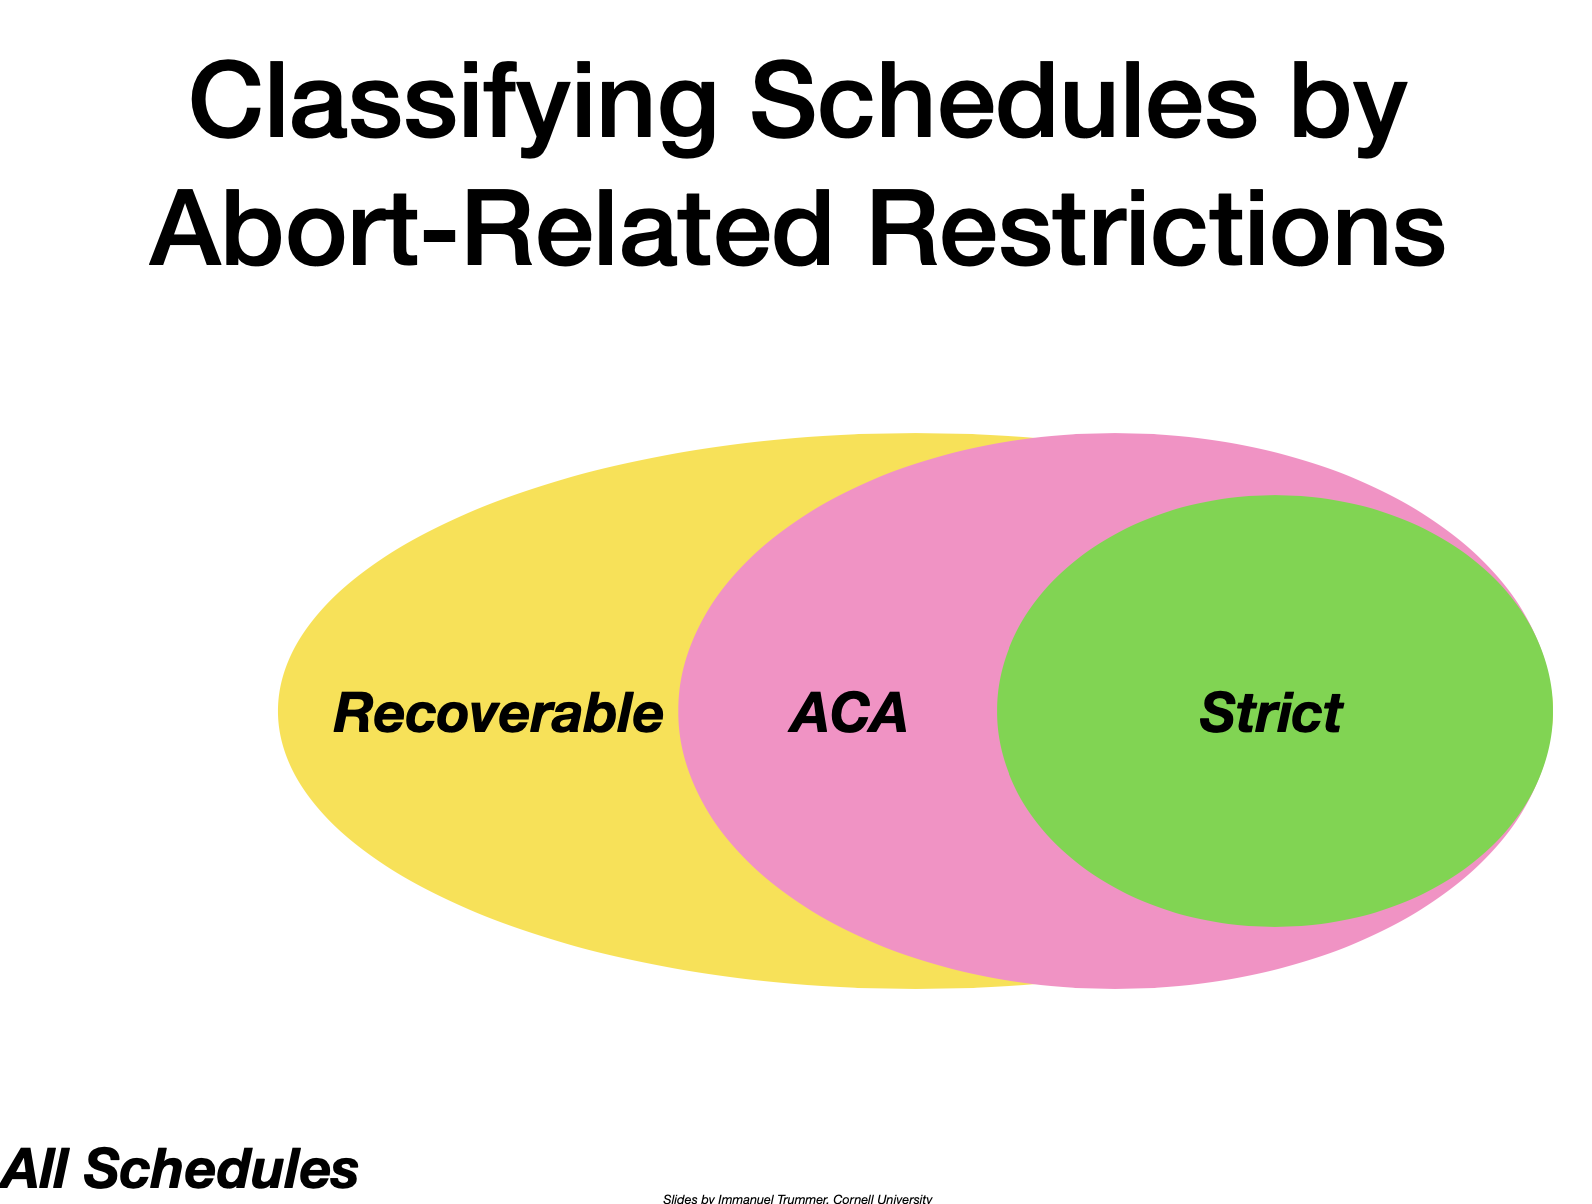 Classifying Schedules by
Abort-Related Restrictions
Recoverable
ACA
Strict
All Schedules
Slides by Immanuel Trummer, Cornell University